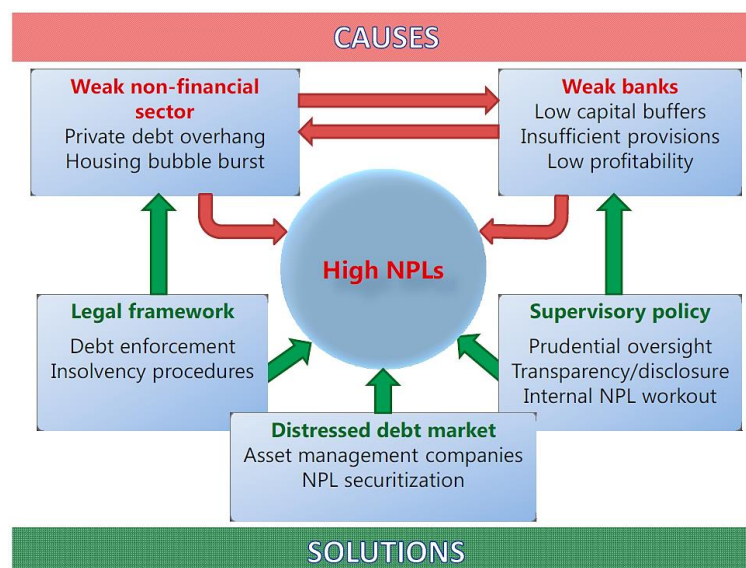 CAUSES
Weak non-financial
sector
Private debt overhang
Housing bubble burst
Weak banks
Low capital buffers
Insufficient provisions
Low profitability
High NPLs
Legal framework
Debt enforcement
Insolvency procedures
Supervisory policy
Prudential oversight
Transparency/disclosure
Internal NPL workout
Distressed debt market
Asset management companies
NPL securitization
SOLUTIONS